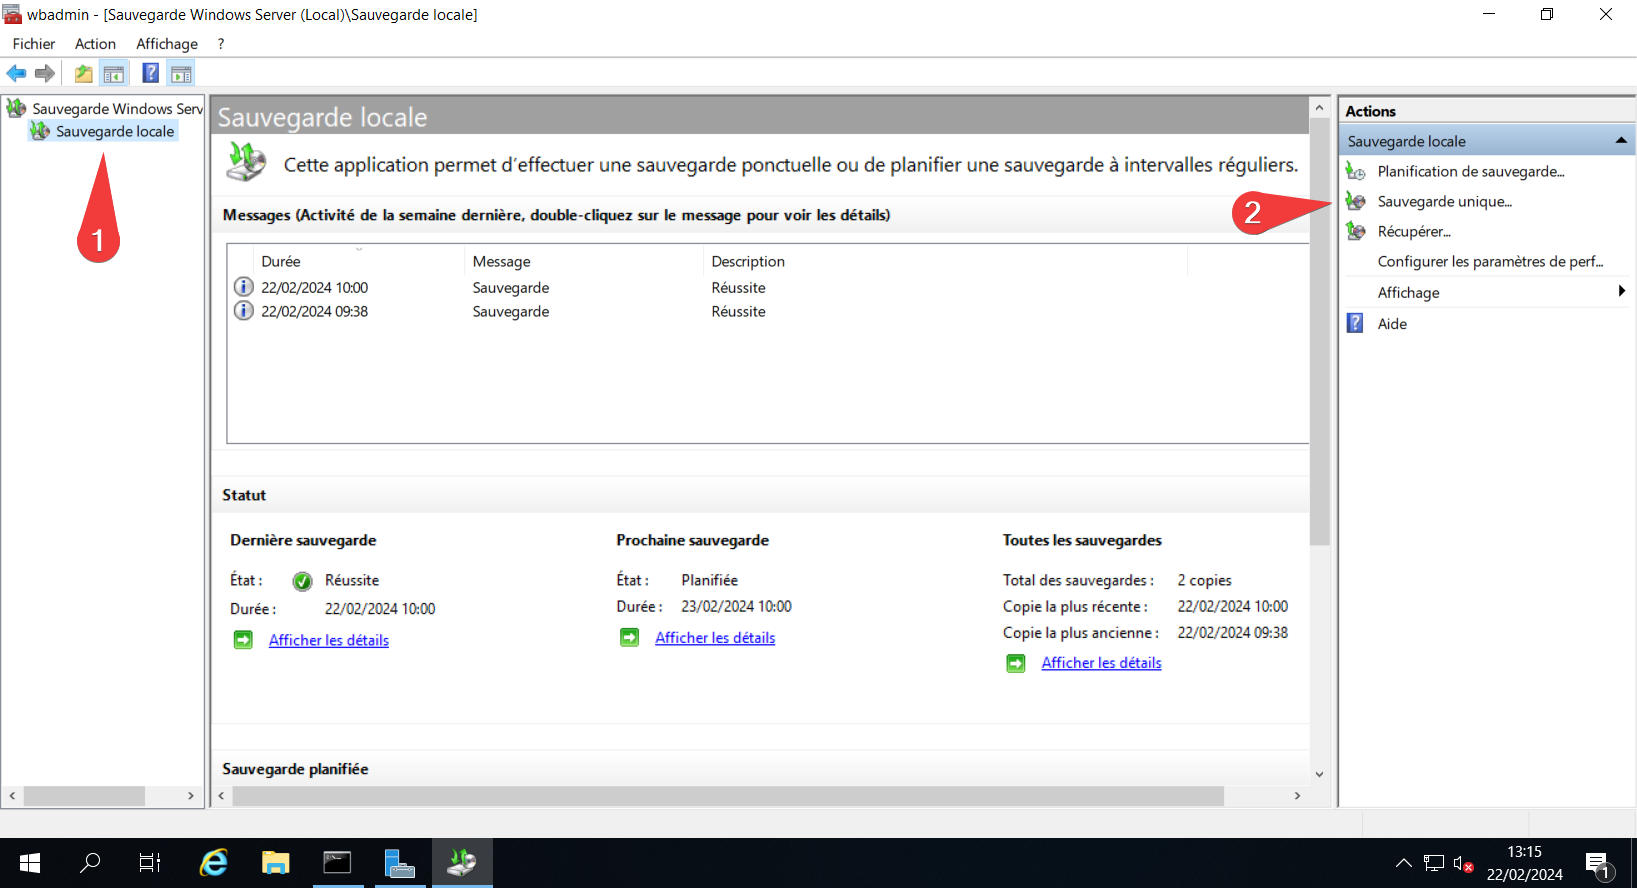 wbadmin - [Sauvegarde Windows Server (Local)\Sauvegarde locale]
Fichier Action Affichage ?
Sauvegarde Windows Serv
Sauvegarde locale
1
Sauvegarde locale
Cette application permet d'effectuer une sauvegarde ponctuelle ou de planifier une sauvegarde à intervalles réguliers.
Messages (Activité de la semaine dernière, double-cliquez sur le message pour voir les détails)
Durée Message Description
22/02/2024 10:00 Sauvegarde Réussite
22/02/2024 09:38 Sauvegarde Réussite
Statut
Dernière sauvegarde
État : Réussite
Durée : 22/02/2024 10:00
Afficher les détails
Prochaine sauvegarde
État : Planifiée
Durée : 23/02/2024 10:00
Afficher les détails
Toutes les sauvegardes
Total des sauvegardes : 2 copies
Copie la plus récente : 22/02/2024 10:00
Copie la plus ancienne : 22/02/2024 09:38
Afficher les détails
Sauvegarde planifiée
2
Actions
Sauvegarde locale
Planification de sauvegarde...
Sauvegarde unique...
Récupérer...
Configurer les paramètres de perf...
Affichage
Aide
13:15
22/02/2024
1